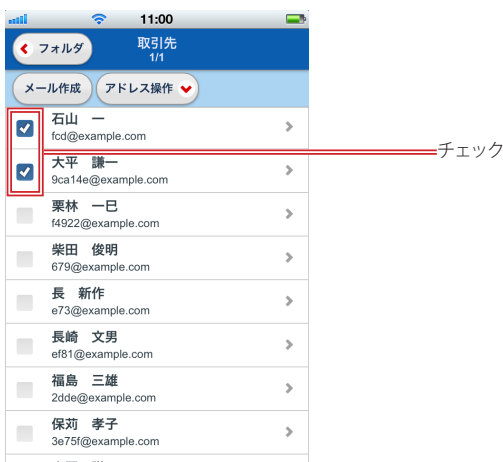 11:00
フォルダ
取引先
1/1
メール作成
アドレス操作
石山　一
fcd@example.com
チェック
大平　謙一
9ca14e@example.com
栗林　一巳
f4922@example.com
柴田　俊明
679@example.com
長　新作
e73@example.com
長崎　文男
ef81@example.com
福島　三雄
2dde@example.com
保苅　孝子
3e75f@example.com